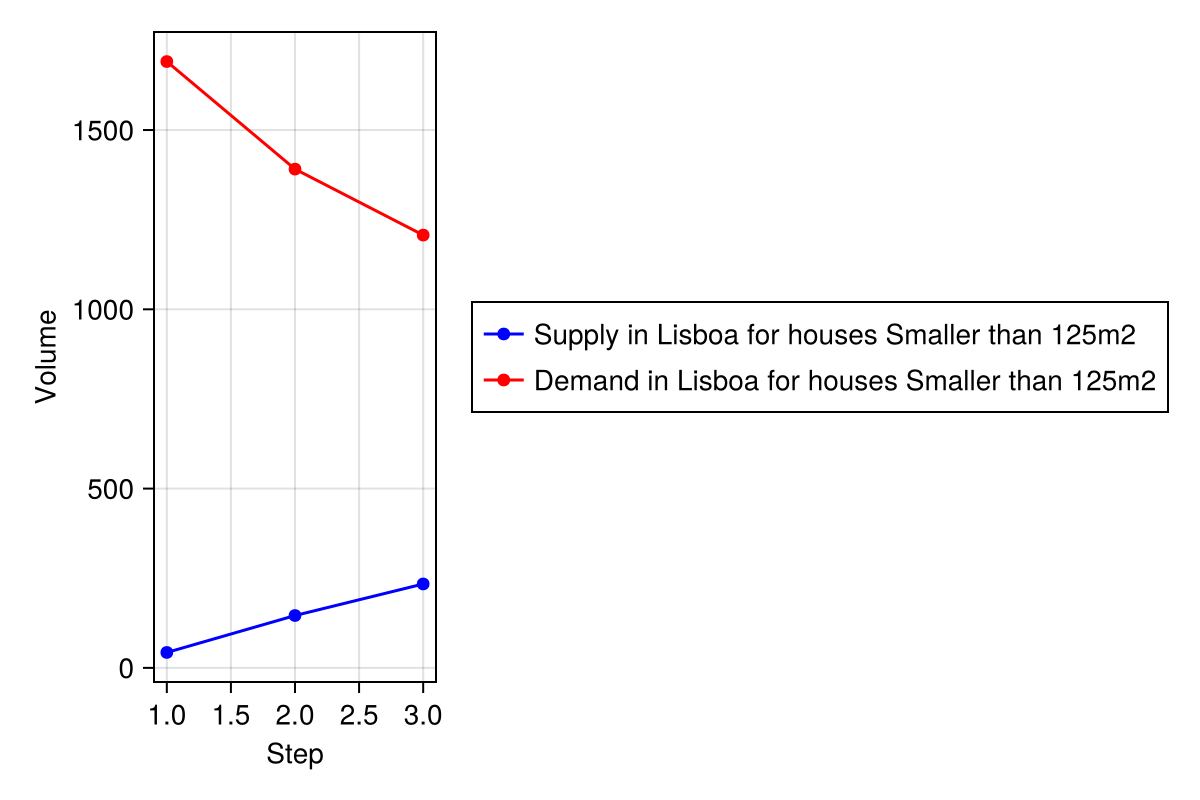 Volume
1500
1000
500
0
1.0 1.5 2.0 2.5 3.0
Step
Supply in Lisboa for houses Smaller than 125m2
Demand in Lisboa for houses Smaller than 125m2